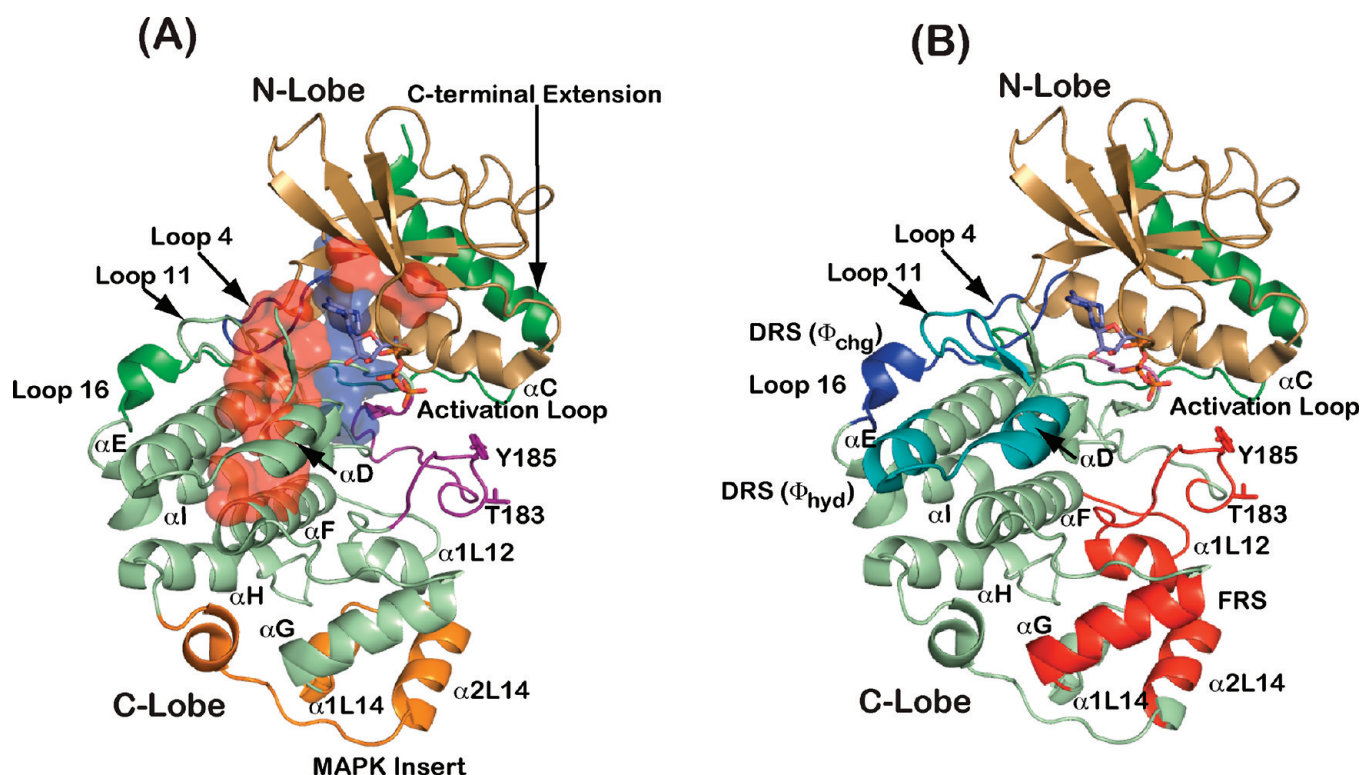 (A)
N-Lobe
C-terminal Extension
Loop 4
Loop 11
Loop 16
αC
Activation Loop
αE
αD
Y185
αI
T183
αF
α1L12
αH
αG
α1L14
α2L14
C-Lobe
MAPK Insert
(B)
N-Lobe
Loop 4
Loop 11
DRS (Φchg)
Loop 16
αC
Activation Loop
αE
αD
Y185
DRS (Φhyd)
αI
αF
T183
α1L12
αH
FRS
αG
α2L14
α1L14
C-Lobe